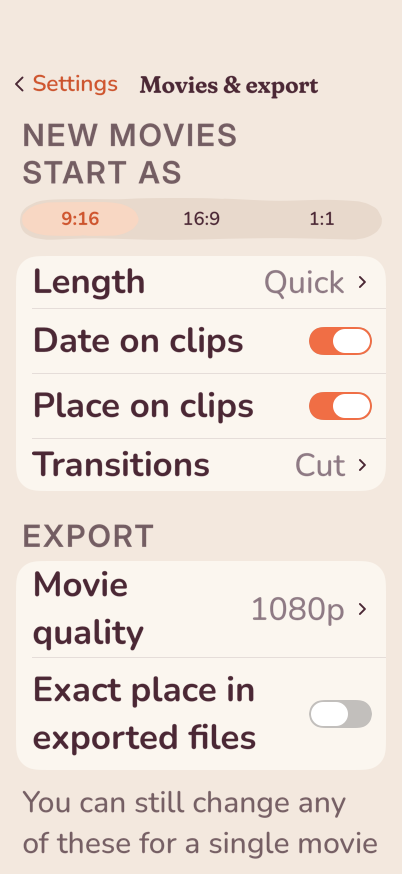 Settings Movies & export
NEW MOVIES
START AS
9:16 16:9 1:1
Length Quick
Date on clips
Place on clips
Transitions Cut
EXPORT
Movie
quality 1080p
Exact place in
exported files
You can still change any
of these for a single movie